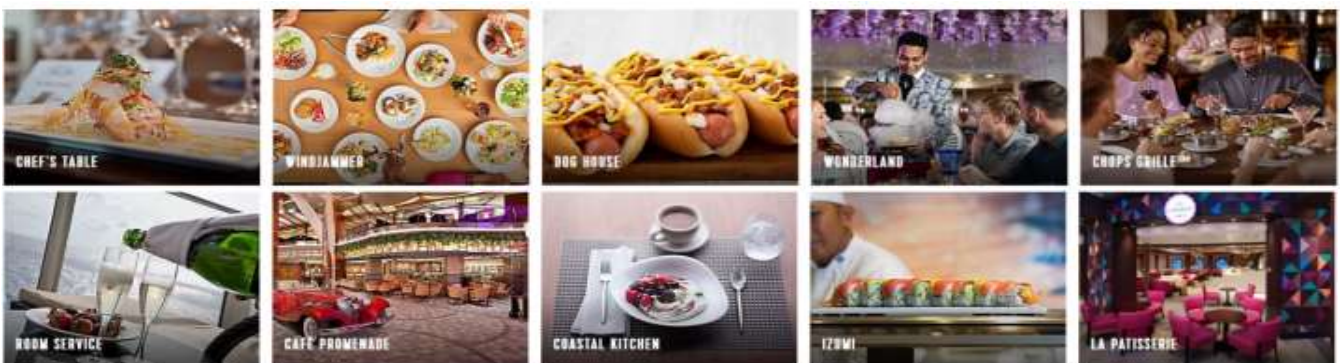 CHEF'S TABLE
WINDJAMMER
DOG HOUSE
WONDERLAND
CHOPS GRILLE
ROOM SERVICE
CAFÉ PROMENADE
COASTAL KITCHEN
IZUMI
LA PATISSERIE